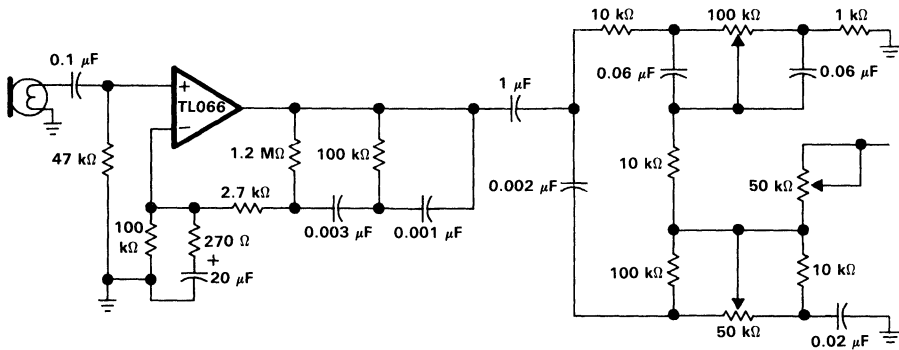 10 kΩ
100 kΩ
1 kΩ
0.1 μF
0.06 μF
0.06 μF
1 μF
+
TL066
−
47 kΩ
1.2 MΩ
100 kΩ
10 kΩ
0.002 μF
50 kΩ
2.7 kΩ
100
kΩ
270 Ω
0.003 μF
0.001 μF
+
20 μF
100 kΩ
10 kΩ
50 kΩ
0.02 μF